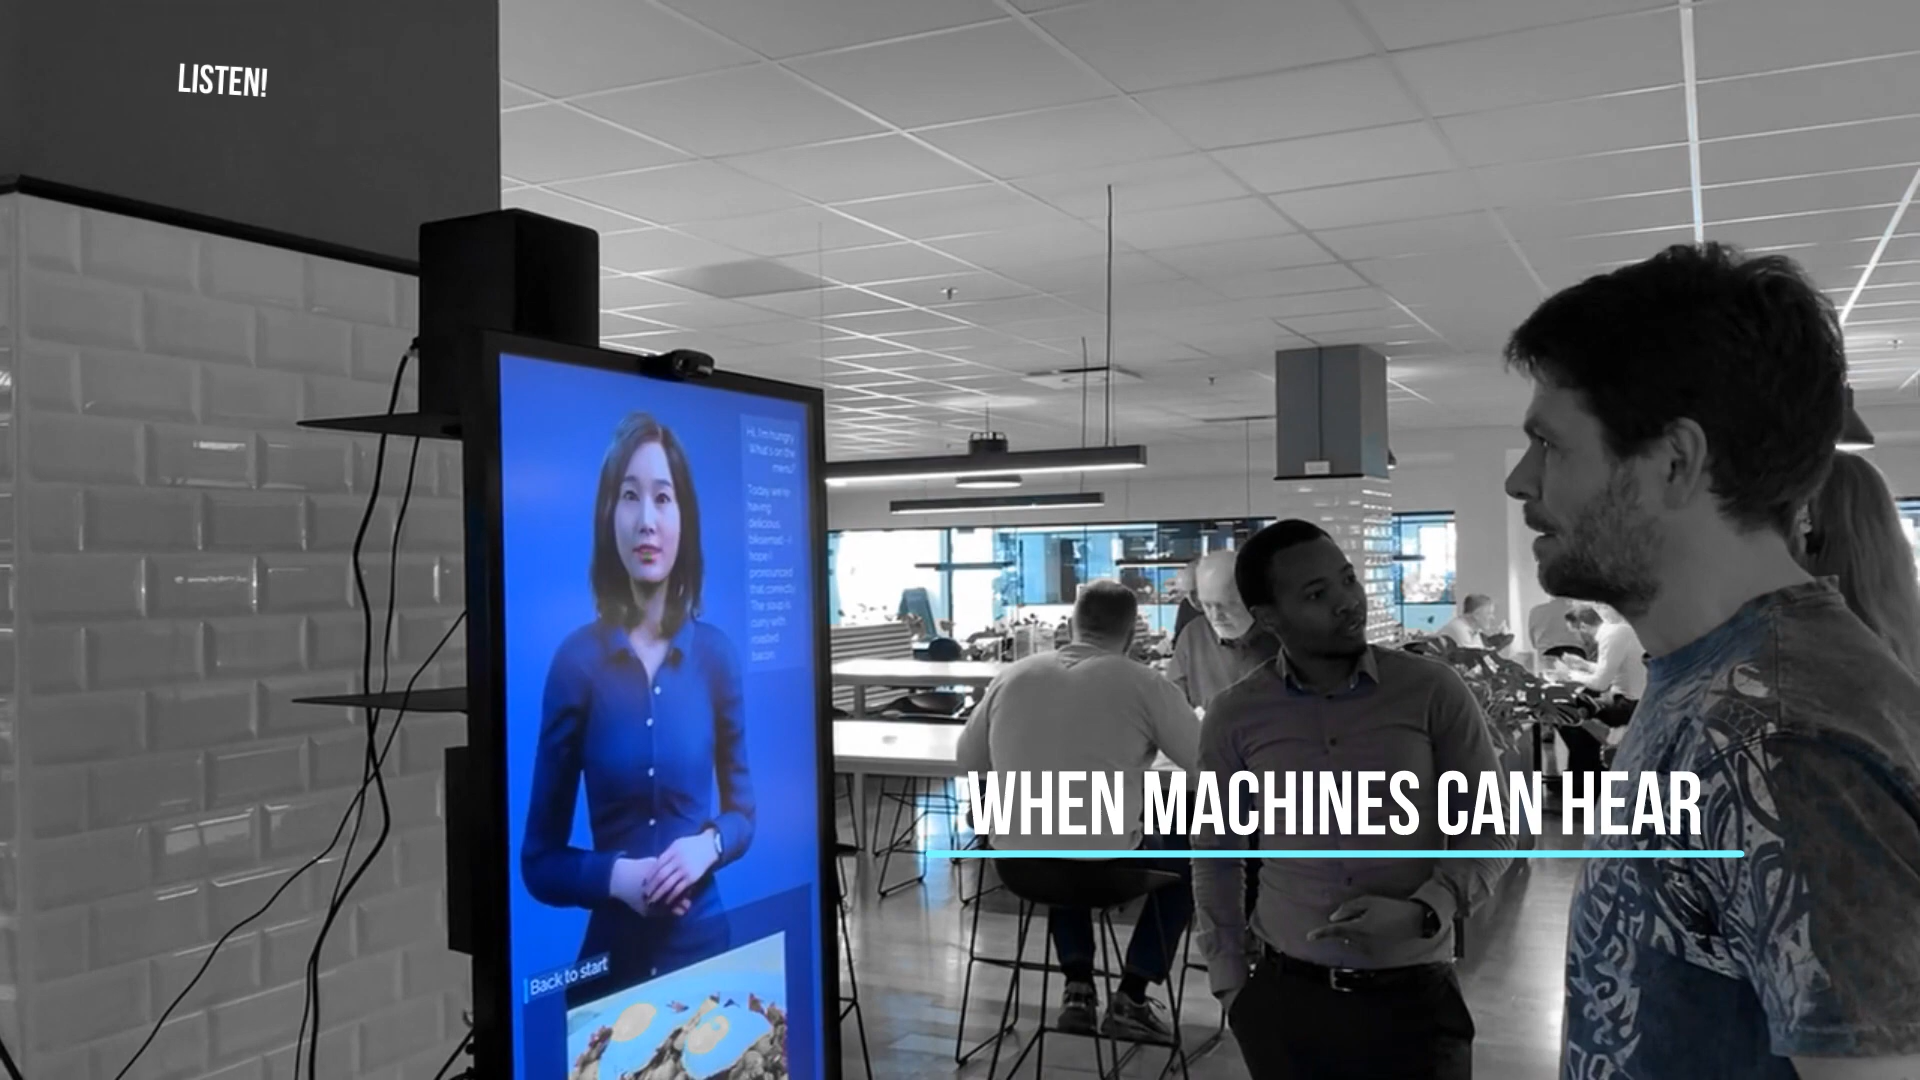 LISTEN!
Hi, I'm hungry
What's on the
menu?
Today we're
having
delicious
biksemad - I
hope I
pronounced
that correctly
The soup is
curry with
roasted
bacon.
WHEN MACHINES CAN HEAR
Back to start